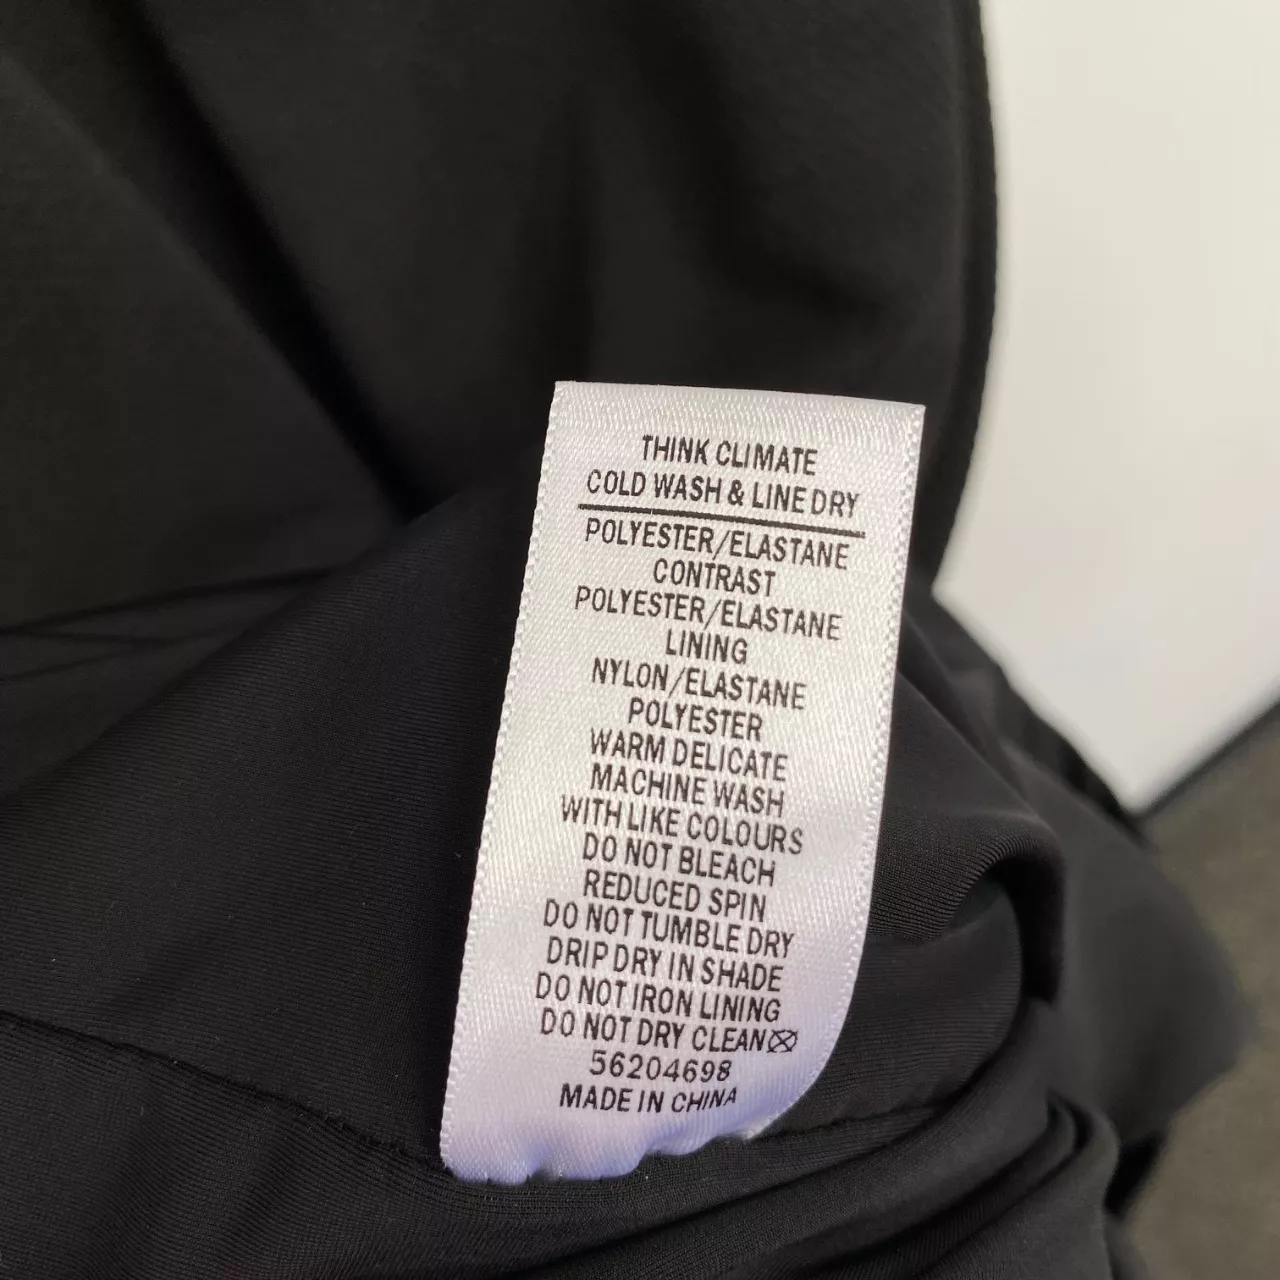 THINK CLIMATE
COLD WASH & LINE DRY
POLYESTER/ELASTANE
CONTRAST
POLYESTER/ELASTANE
LINING
NYLON/ELASTANE
POLYESTER
WARM DELICATE
MACHINE WASH
WITH LIKE COLOURS
DO NOT BLEACH
REDUCED SPIN
DO NOT TUMBLE DRY
DRIP DRY IN SHADE
DO NOT IRON LINING
DO NOT DRY CLEAN
56204698
MADE IN CHINA